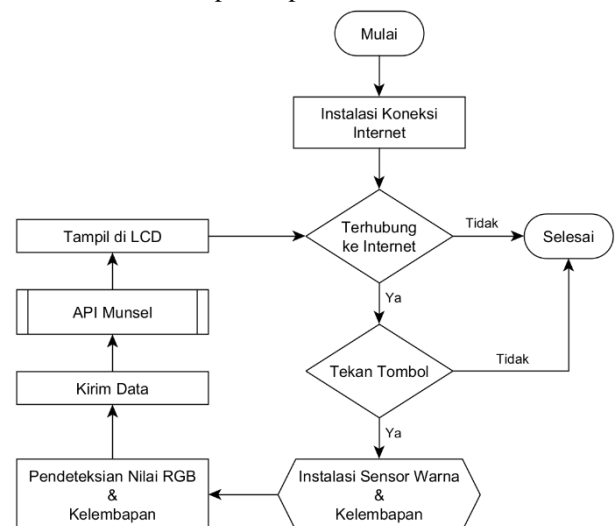 Mulai
Instalasi Koneksi
Internet
Terhubung
ke Internet
Tidak
Selesai
Ya
Tekan Tombol
Tidak
Ya
Instalasi Sensor Warna
&
Kelembapan
Pendeteksian Nilai RGB
&
Kelembapan
Kirim Data
API Munsel
Tampil di LCD